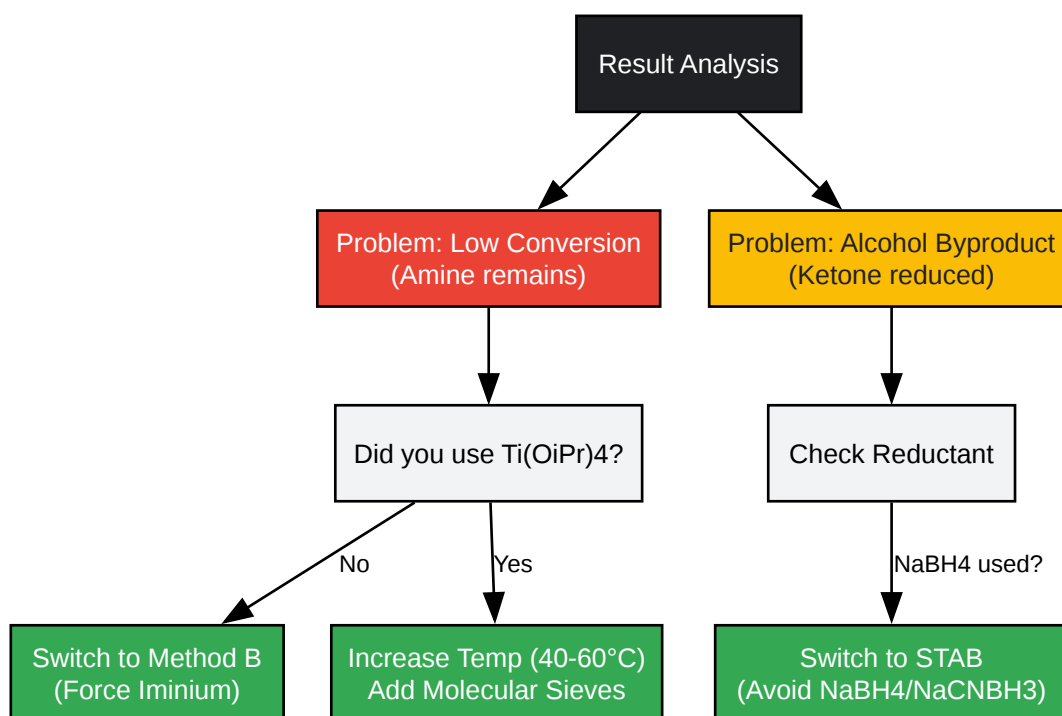 Result Analysis
Problem: Low Conversion
(Amine remains)
Problem: Alcohol Byproduct
(Ketone reduced)
Did you use Ti(OiPr)4?
Check Reductant
No
Yes
NaBH4 used?
Switch to Method B
(Force Iminium)
Increase Temp (40-60°C)
Add Molecular Sieves
Switch to STAB
(Avoid NaBH4/NaCNBH3)